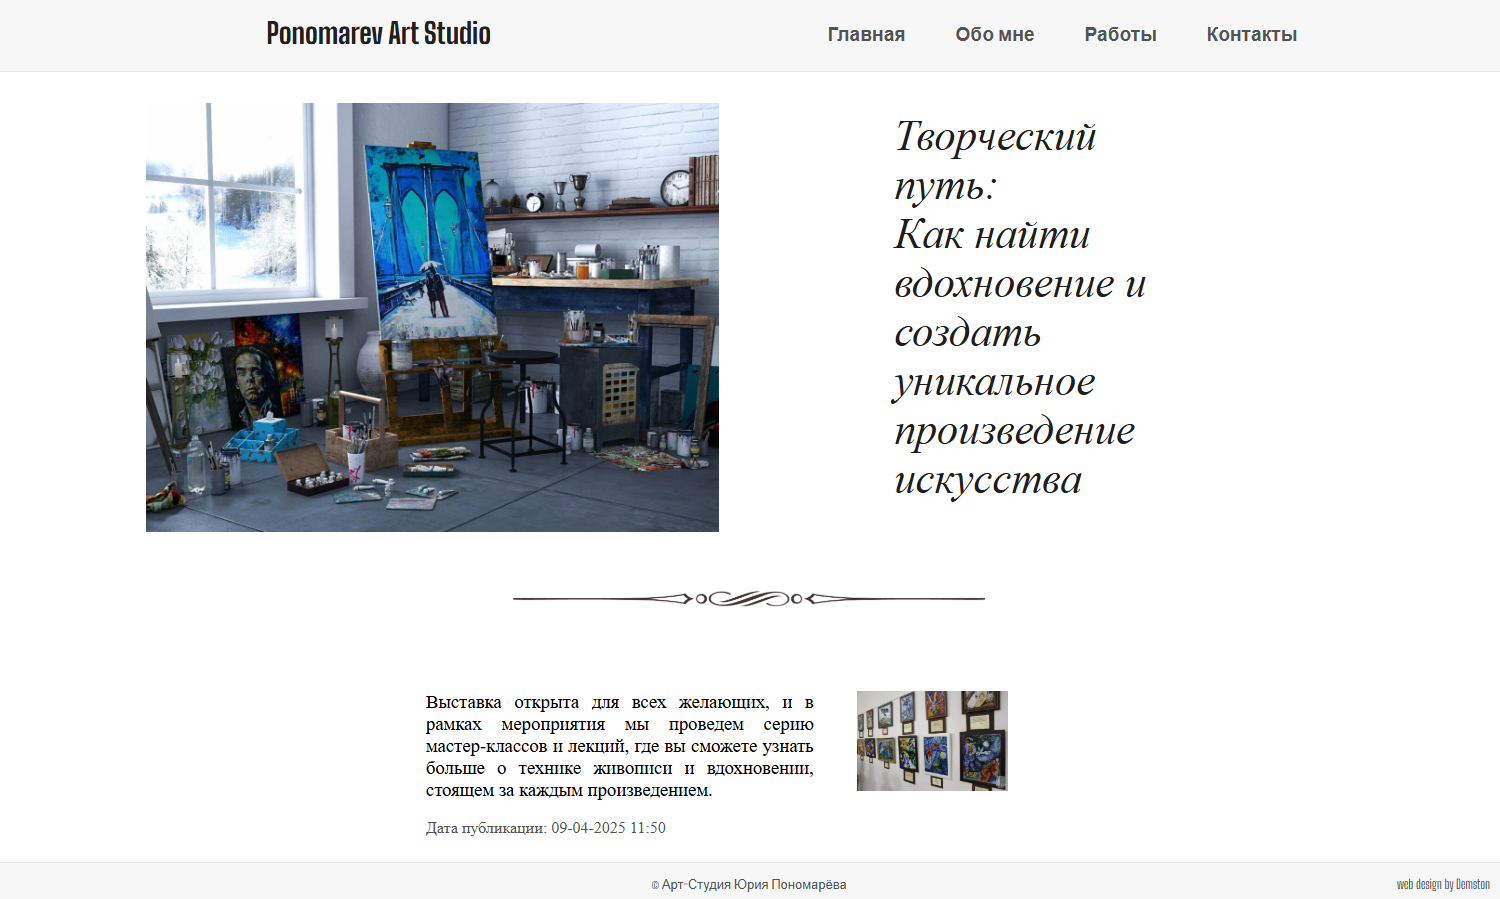 Ponomarev Art Studio
Главная Обо мне Работы Контакты
Творческий
путь:
Как найти
вдохновение и
создать
уникальное
произведение
искусства
Выставка открыта для всех желающих, и в
рамках мероприятия мы проведем серию
мастер-классов и лекций, где вы сможете узнать
больше о технике живописи и вдохновении,
стоящем за каждым произведением.
Дата публикации: 09-04-2025 11:50
© Арт-Студия Юрия Пономарёва
web design by Demston